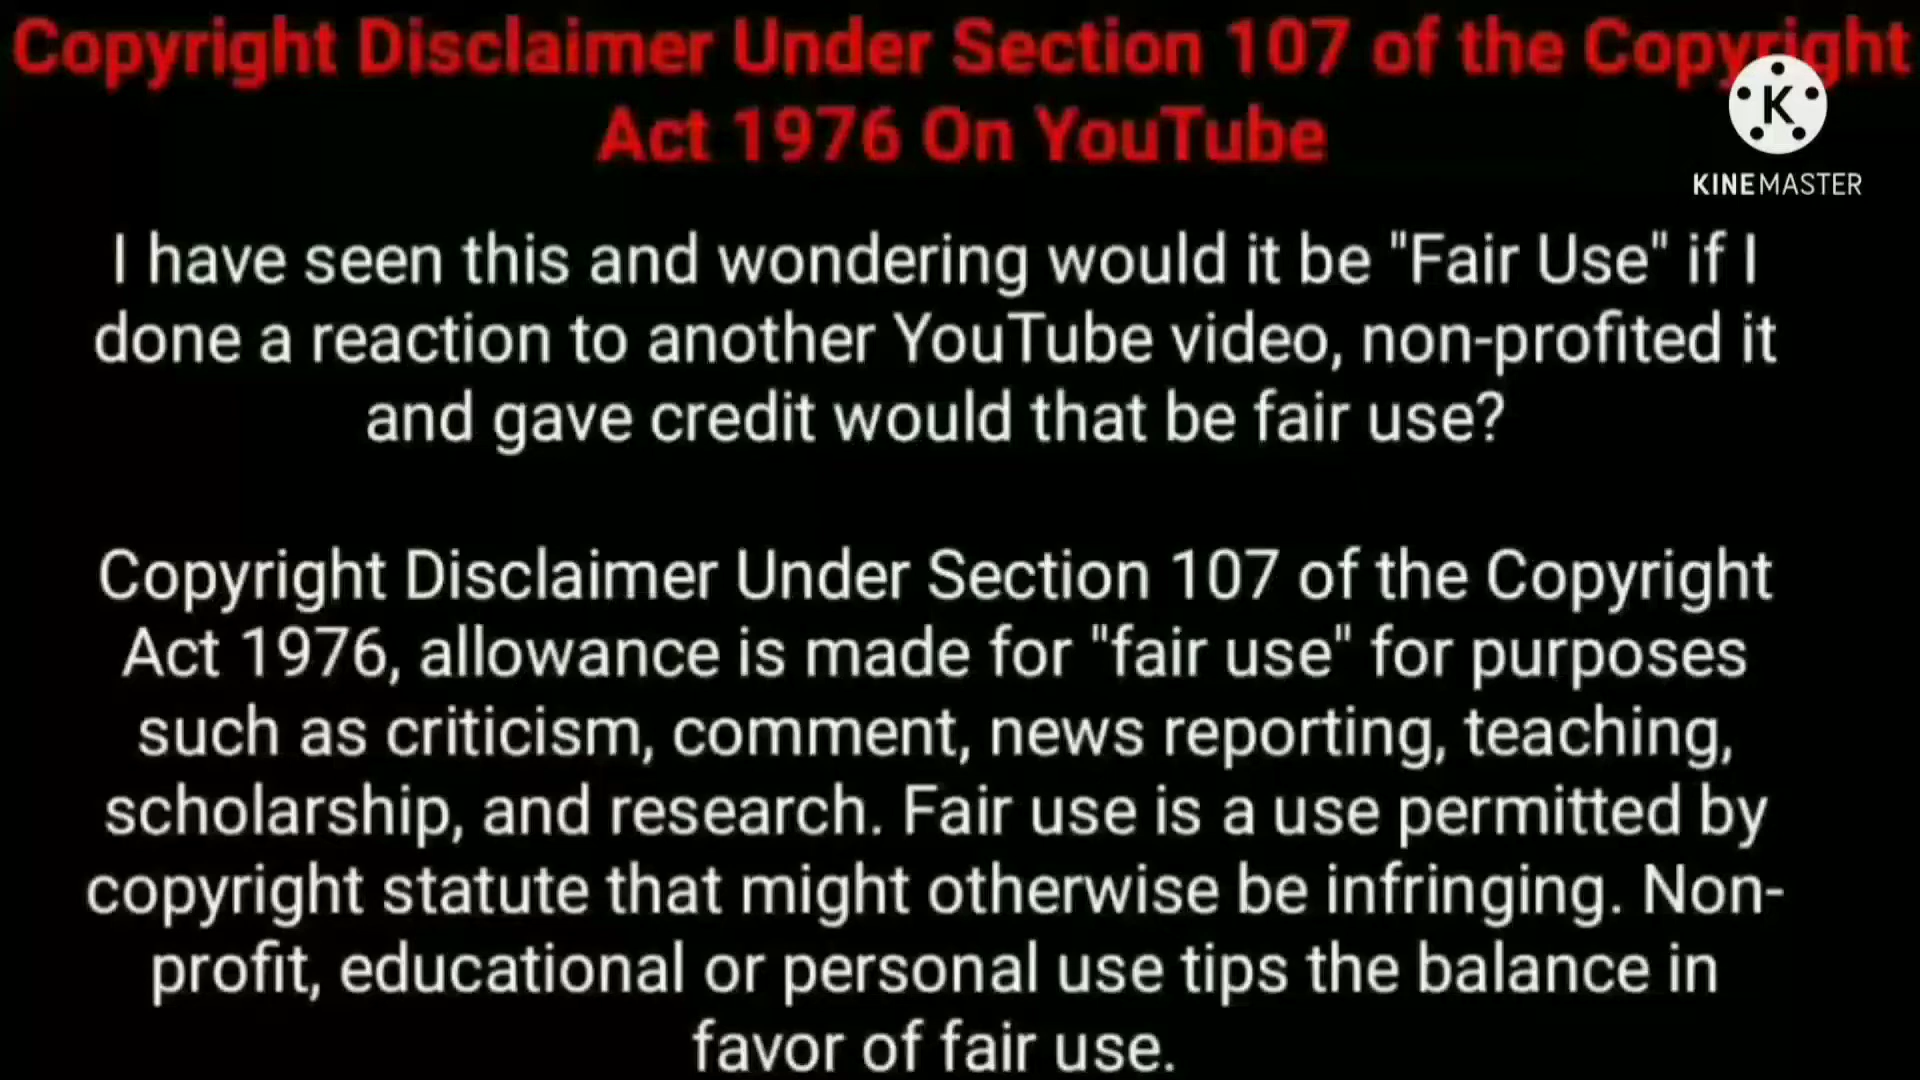 Copyright Disclaimer Under Section 107 of the Copyright
Act 1976 On YouTube
K
KINEMASTER
I have seen this and wondering would it be "Fair Use" if I
done a reaction to another YouTube video, non-profited it
and gave credit would that be fair use?
Copyright Disclaimer Under Section 107 of the Copyright
Act 1976, allowance is made for "fair use" for purposes
such as criticism, comment, news reporting, teaching,
scholarship, and research. Fair use is a use permitted by
copyright statute that might otherwise be infringing. Non-
profit, educational or personal use tips the balance in
favor of fair use.